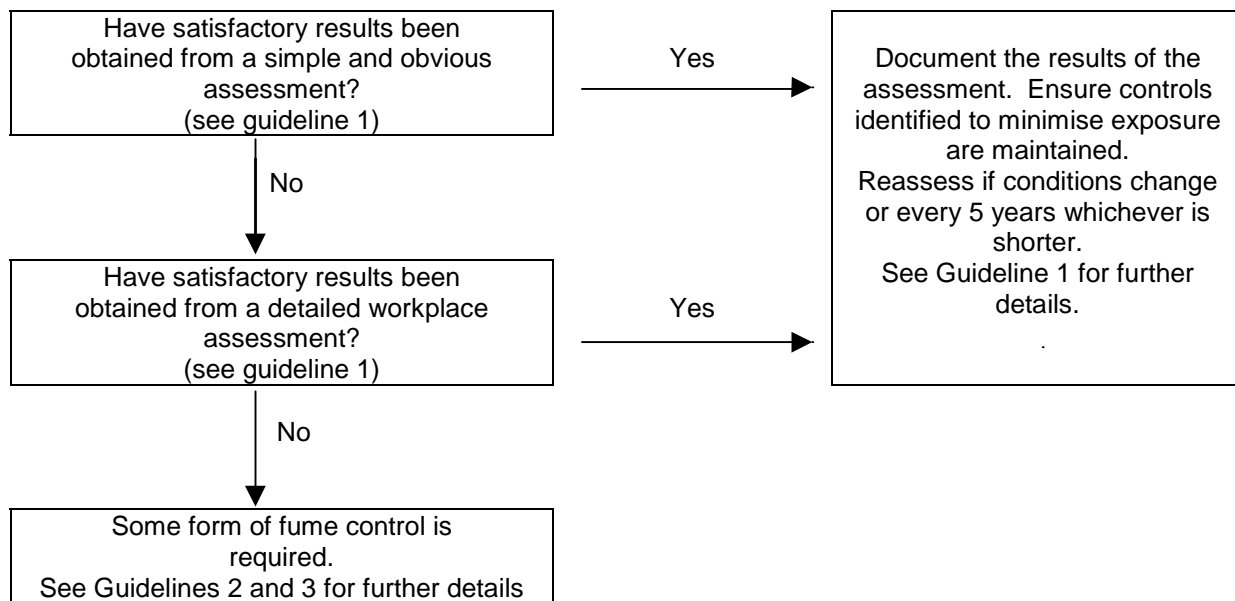 Have satisfactory results been
obtained from a simple and obvious
assessment?
(see guideline 1)
Yes
Document the results of the
assessment.  Ensure controls
identified to minimise exposure
are maintained.
Reassess if conditions change
or every 5 years whichever is
shorter.
See Guideline 1 for further
details.
.
No
Have satisfactory results been
obtained from a detailed workplace
assessment?
(see guideline 1)
Yes
No
Some form of fume control is
required.
See Guidelines 2 and 3 for further details